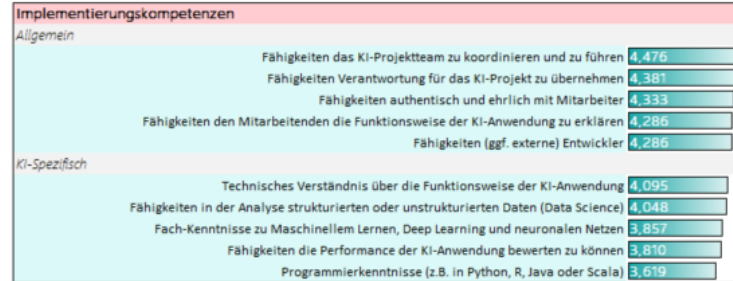 Implementierungskompetenzen
Allgemein
Fähigkeiten das KI-Projektteam zu koordinieren und zu führen 4,476
Fähigkeiten Verantwortung für das KI-Projekt zu übernehmen 4,381
Fähigkeiten authentisch und ehrlich mit Mitarbeiter 4,333
Fähigkeiten den Mitarbeitenden die Funktionsweise der KI-Anwendung zu erklären 4,286
Fähigkeiten (ggf. externe) Entwickler 4,286
KI-Spezifisch
Technisches Verständnis über die Funktionsweise der KI-Anwendung 4,095
Fähigkeiten in der Analyse strukturierten oder unstrukturierten Daten (Data Science) 4,048
Fach-Kenntnisse zu Maschinellem Lernen, Deep Learning und neuronalen Netzen 3,857
Fähigkeiten die Performance der KI-Anwendung bewerten zu können 3,810
Programmierkenntnisse (z.B. in Python, R, Java oder Scala) 3,619